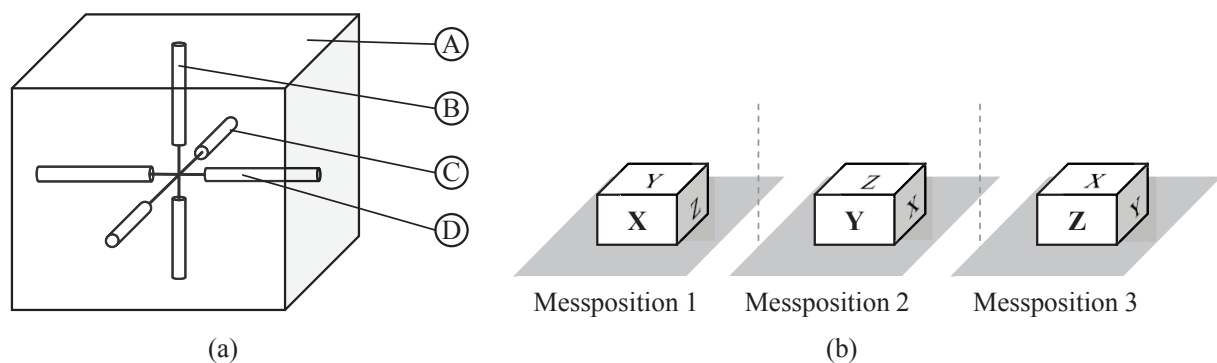 A
B
C
D
(a)
Y
X
Z
Messposition 1
Z
Y
X
Messposition 2
X
Z
Y
Messposition 3
(b)